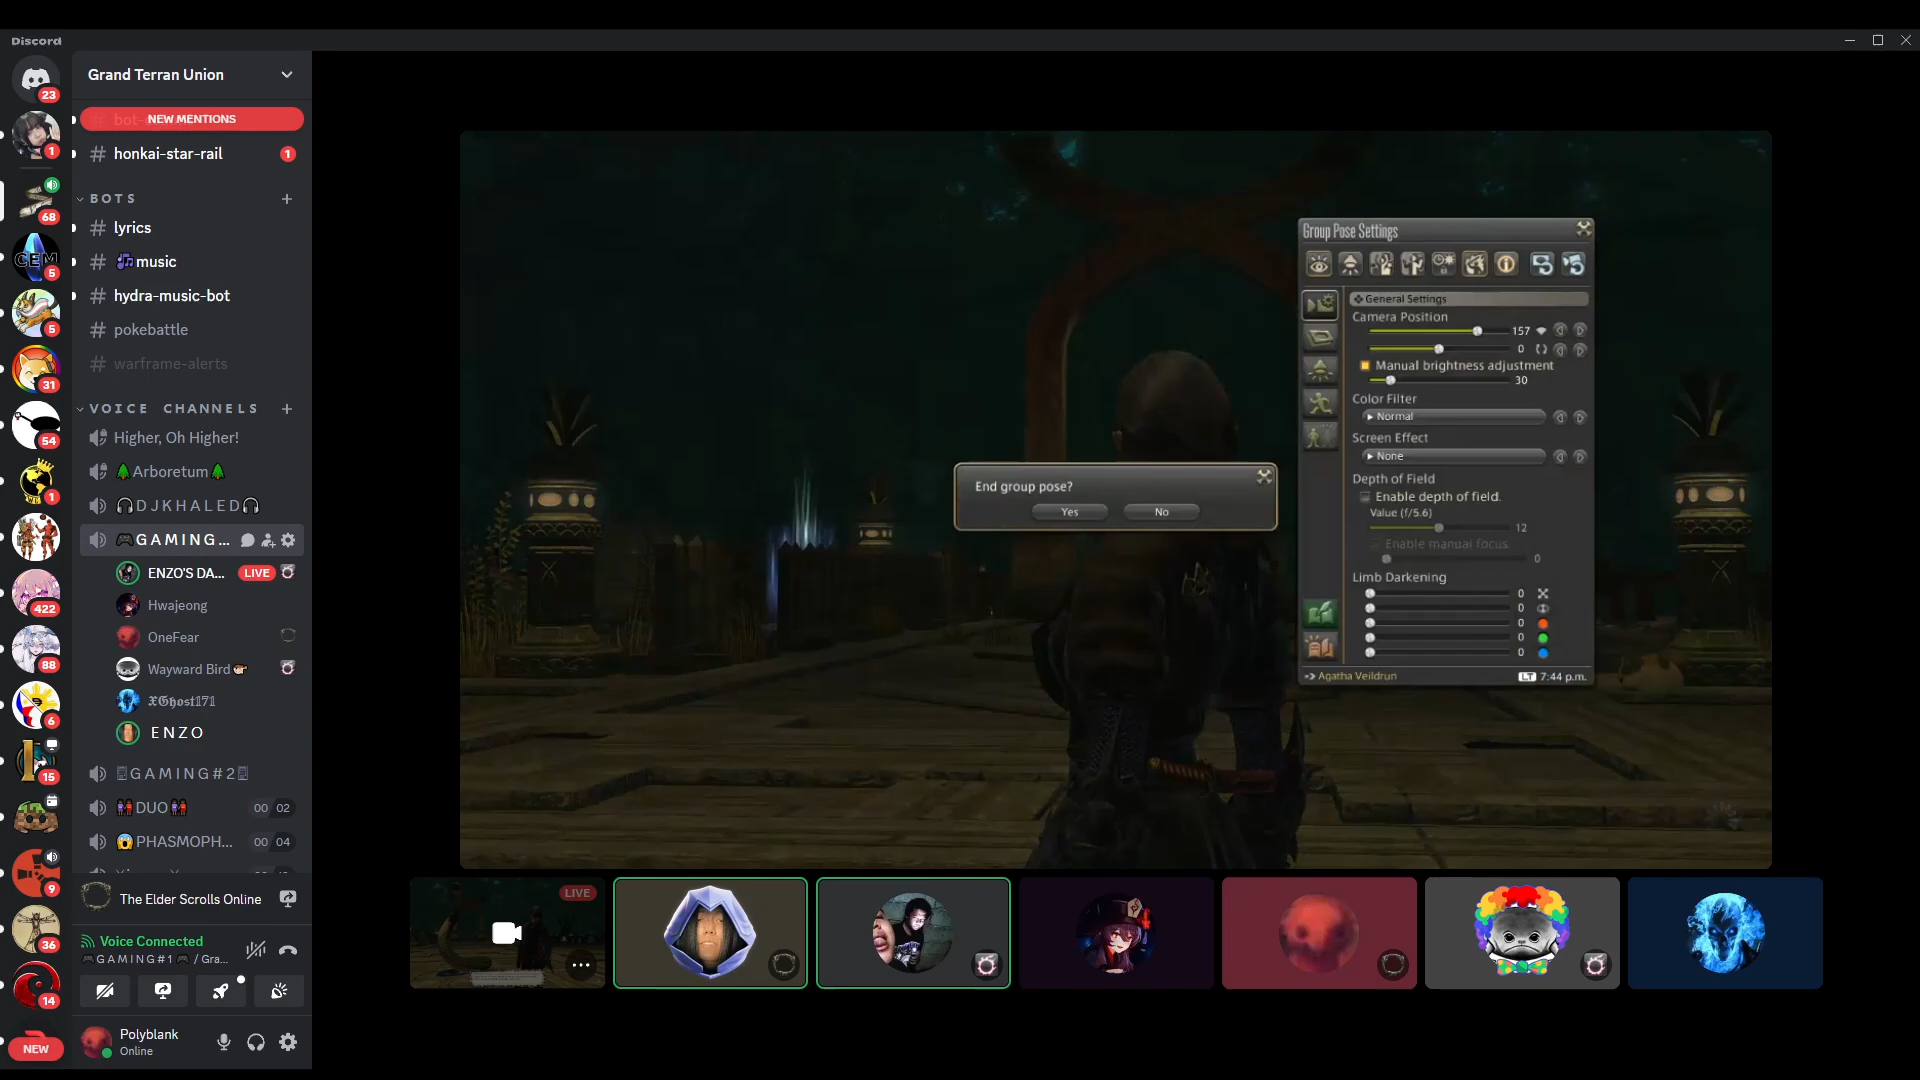 Discord
Grand Terran Union
NEW MENTIONS
honkai-star-rail
1
BOTS
lyrics
music
hydra-music-bot
pokebattle
warframe-alerts
VOICE CHANNELS
Higher, Oh Higher!
Arboretum
DJKHALED
GAMING...
ENZO'S DA...
LIVE
Hwajeong
OneFear
Wayward Bird
𝖃𝕲𝖍𝖔𝖘𝖙171
ENZO
GAMING#2
DUO
00 02
PHASMOPH...
00 04
The Elder Scrolls Online
Voice Connected
GAMING#1 / Gra...
Polyblank
Online
23
1
68
CEM
5
5
31
54
1
422
88
6
15
9
36
14
NEW
Group Pose Settings
General Settings
Camera Position
157
0
Manual brightness adjustment
30
Color Filter
Normal
Screen Effect
None
Depth of Field
Enable depth of field.
Value (f/5.6)
12
Enable manual focus.
0
Limb Darkening
0
0
0
0
0
Agatha Veildrun
LT 7:44 p.m.
End group pose?
Yes
No
LIVE